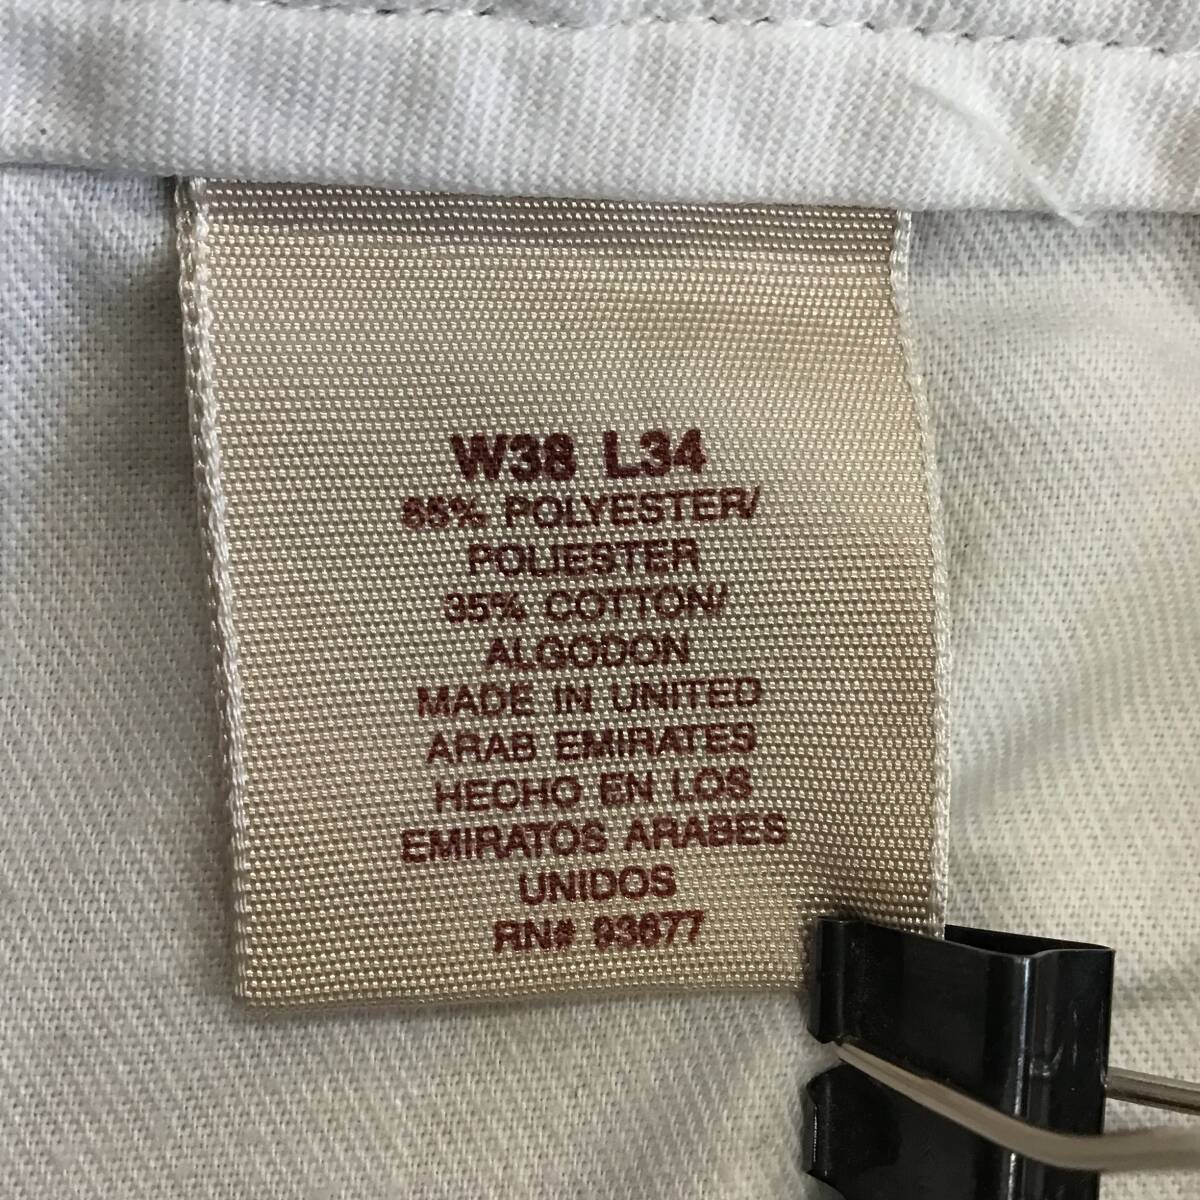 W38 L34
65% POLYESTER/
POLIESTER
35% COTTON/
ALGODON
MADE IN UNITED
ARAB EMIRATES
HECHO EN LOS
EMIRATOS ARABES
UNIDOS
RN# 93677